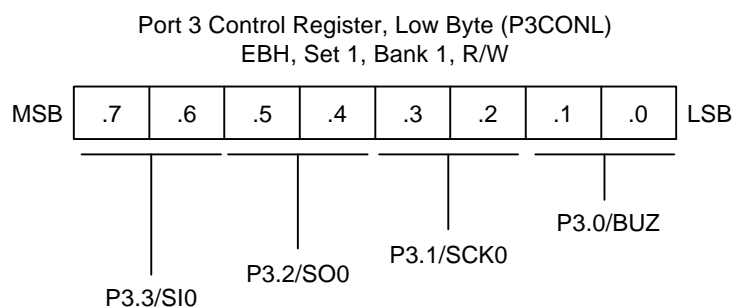 Port 3 Control Register, Low Byte (P3CONL)
EBH, Set 1, Bank 1, R/W
MSB .7 .6 .5 .4 .3 .2 .1 .0 LSB
P3.3/SI0 P3.2/SO0 P3.1/SCK0 P3.0/BUZ